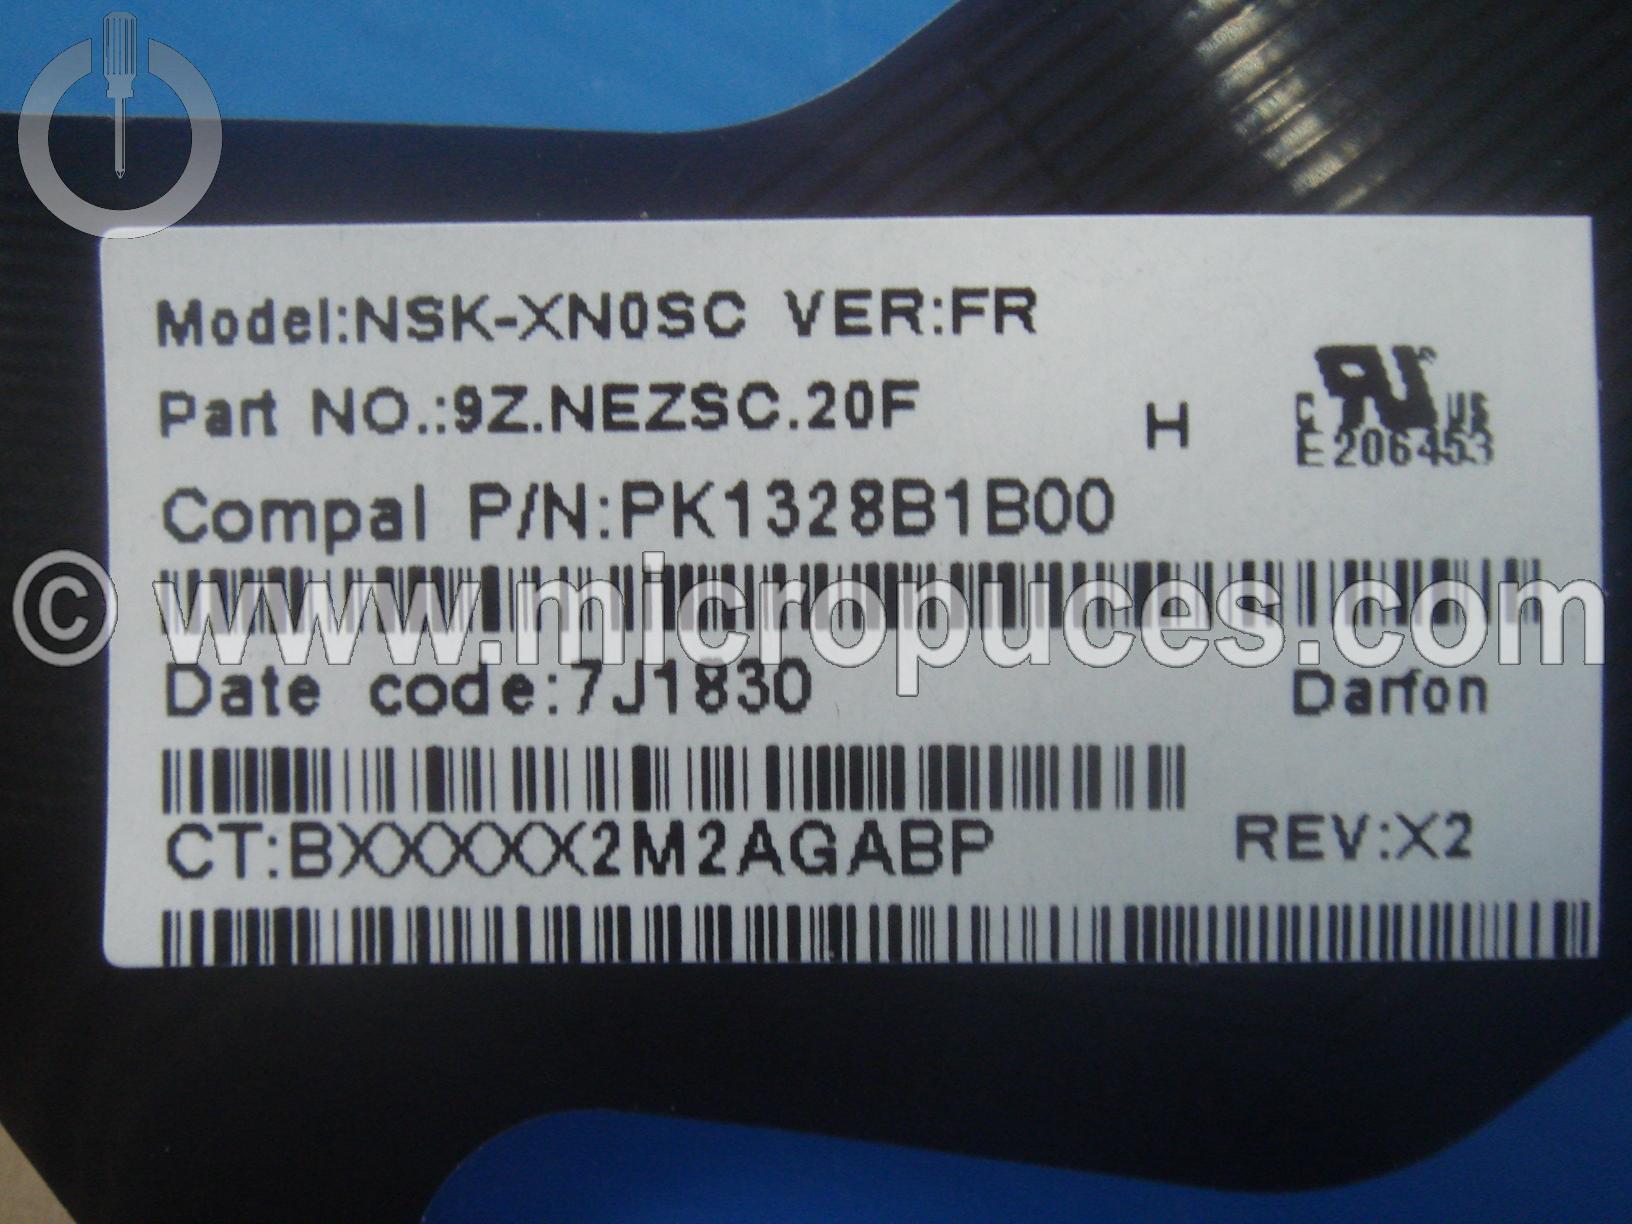 Model:NSK-XN0SC VER:FR
Part NO.:9Z.NEZSC.20F
H
C US
E206453
Compal P/N:PK1328B1B00
© www.micropuces.com
Date code:7J1830
Darfon
CT:BXXXXX2M2AGABP
REV:X2